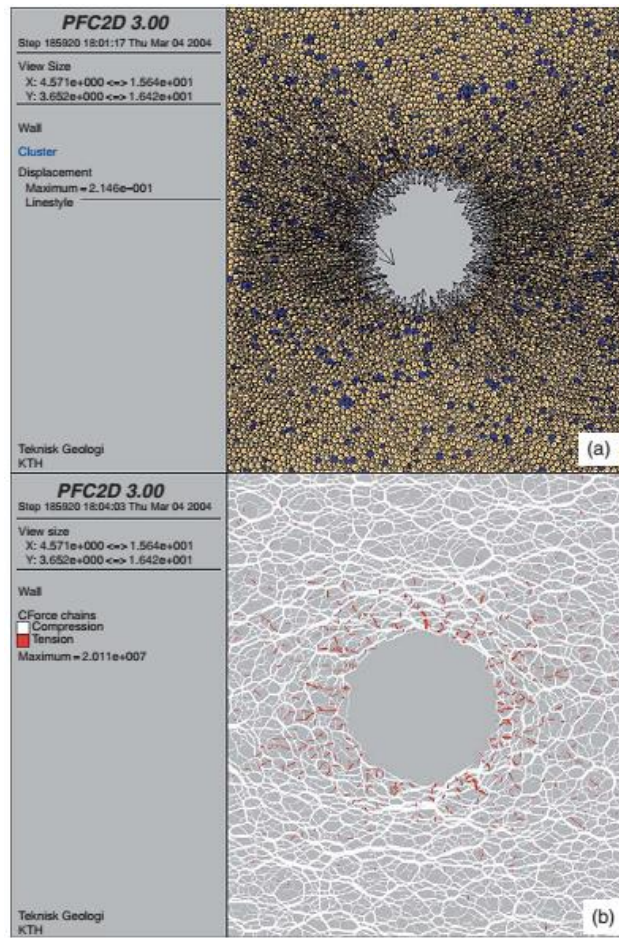 PFC2D 3.00
Step 185920 18:01:17 Thu Mar 04 2004
View Size
X: 4.571e+000 <=> 1.564e+001
Y: 3.652e+000 <=> 1.642e+001
Wall
Cluster
Displacement
Maximum = 2.146e−001
Linestyle
Teknisk Geologi
KTH
(a)
PFC2D 3.00
Step 185920 18:04:03 Thu Mar 04 2004
View size
X: 4.571e+000 <=> 1.564e+001
Y: 3.652e+000 <=> 1.642e+001
Wall
CForce chains
Compression
Tension
Maximum = 2.011e+007
Teknisk Geologi
KTH
(b)